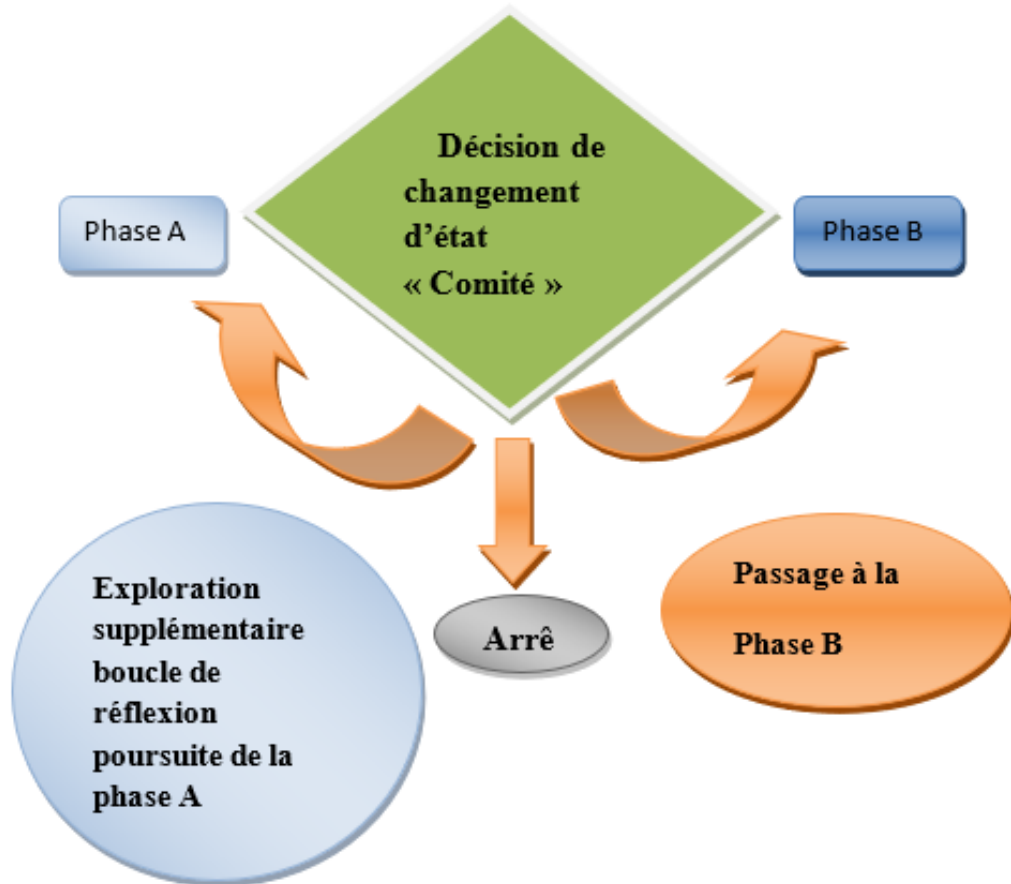 Décision de
changement
d'état
« Comité »
Phase A
Phase B
Exploration
supplémentaire
boucle de
réflexion
poursuite de la
phase A
Arrê
Passage à la
Phase B